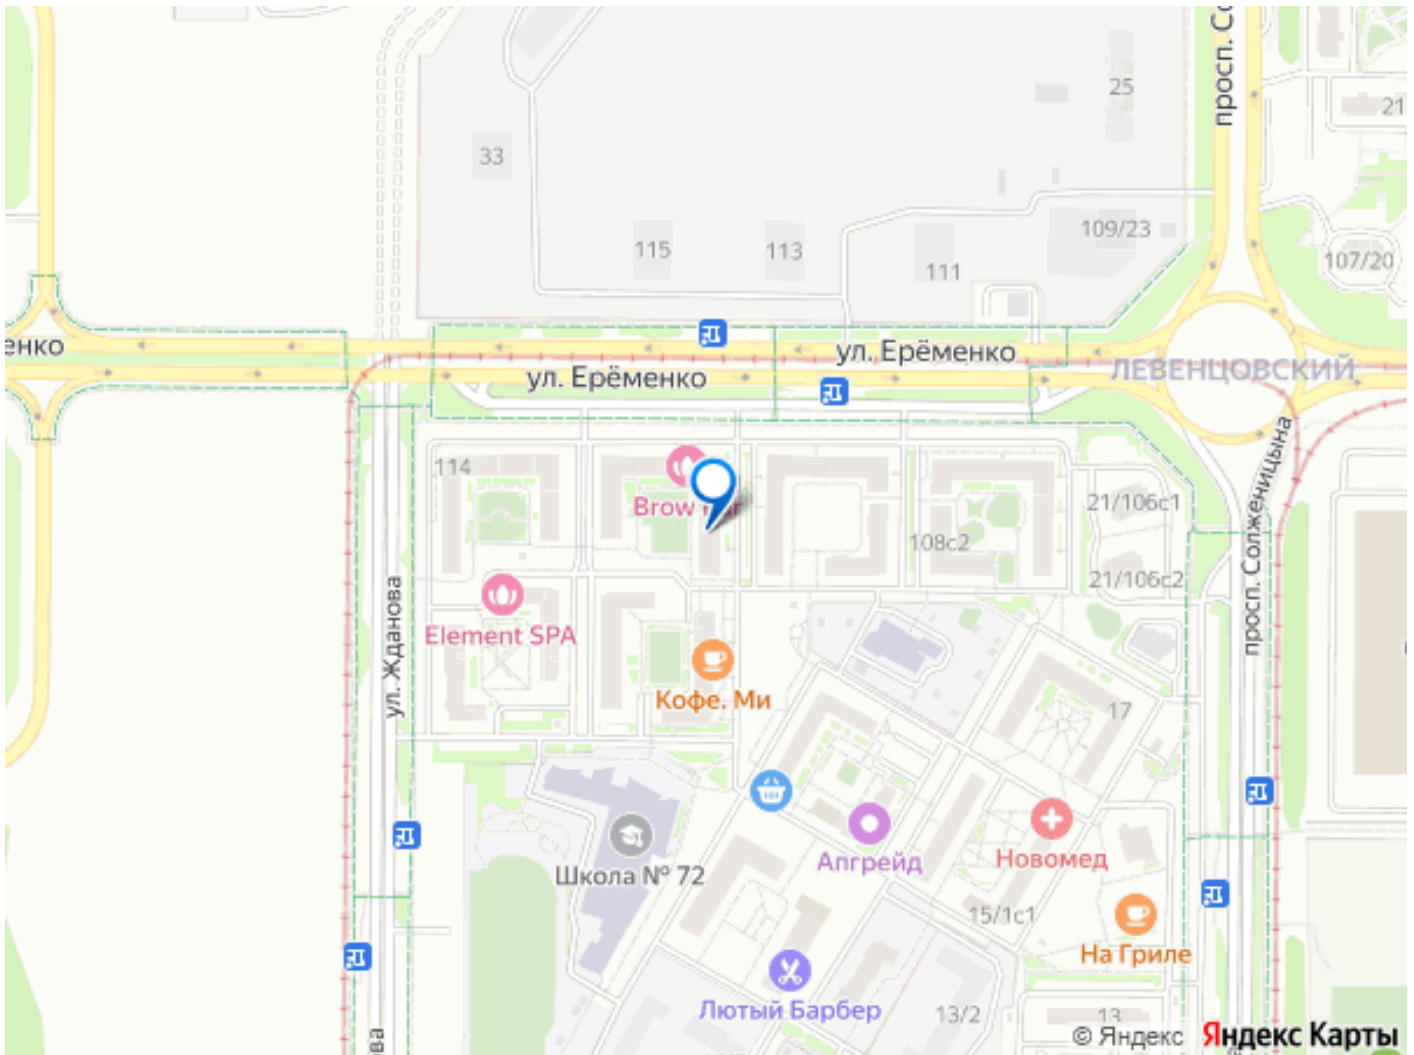 просп. Со
25
21
33
109/23
115
113
111
107/20
енко
ул. Ерёменко
ул. Ерёменко
ЛЕВЕНЦОВСКИЙ
114
Brow
21/106с1
108с2
21/106с2
просп. Солженицына
ул. Жданова
Element SPA
Кофе. Ми
17
Школа № 72
Апгрейд
Новомед
15/1с1
На Гриле
Лютый Барбер
13/2
13
ва
© Яндекс Яндекс Карты